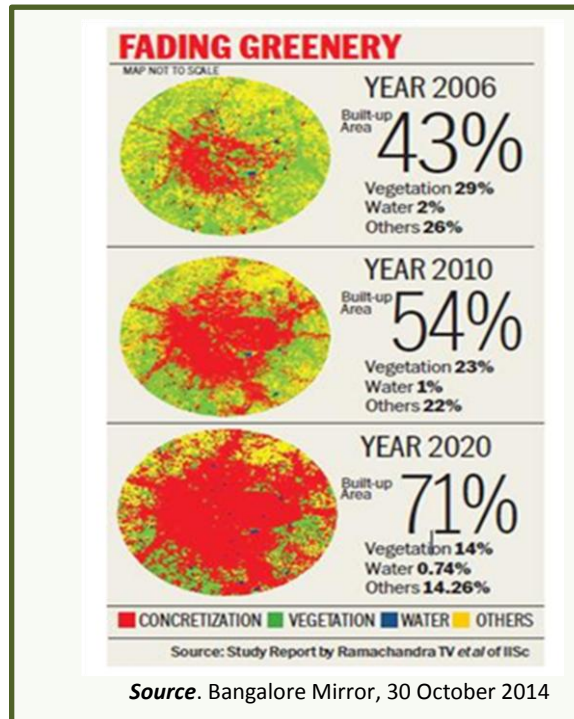 FADING GREENERY
MAP NOT TO SCALE
YEAR 2006
Built-up
Area
43%
Vegetation 29%
Water 2%
Others 26%
YEAR 2010
Built-up
Area
54%
Vegetation 23%
Water 1%
Others 22%
YEAR 2020
Built-up
Area
71%
Vegetation 14%
Water 0.74%
Others 14.26%
CONCRETIZATION VEGETATION WATER OTHERS
Source: Study Report by Ramachandra TV et al of IISc
Source. Bangalore Mirror, 30 October 2014